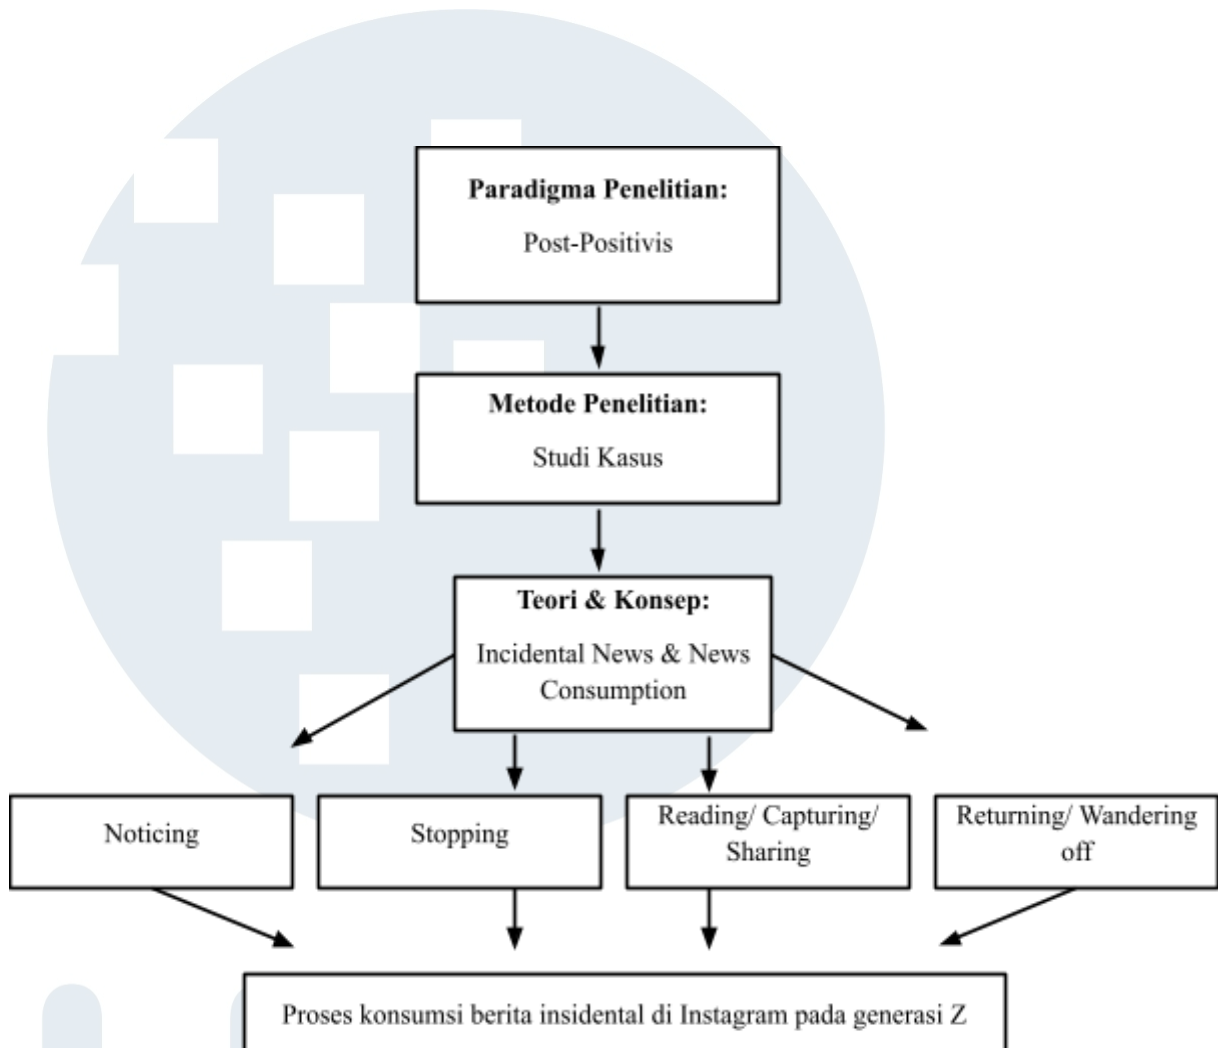 Paradigma Penelitian:
Post-Positivis
Metode Penelitian:
Studi Kasus
Teori & Konsep:
Incidental News & News
Consumption
Noticing
Stopping
Reading/ Capturing/
Sharing
Returning/ Wandering
off
Proses konsumsi berita insidental di Instagram pada generasi Z